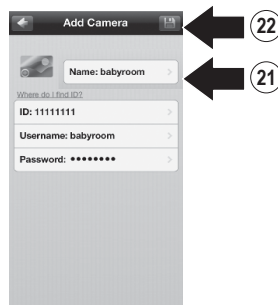 Add Camera
22
Name: babyroom
21
Where do I find ID?
ID: 11111111
Username: babyroom
Password: ••••••••